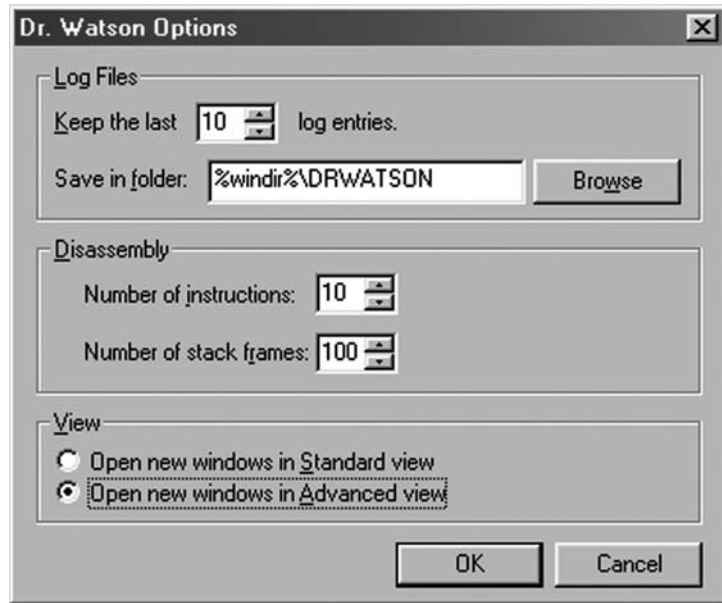 Dr. Watson Options
Log Files
Keep the last 10 log entries.
Save in folder: %windir%\DRWATSON Browse
Disassembly
Number of instructions: 10
Number of stack frames: 100
View
Open new windows in Standard view
Open new windows in Advanced view
OK Cancel